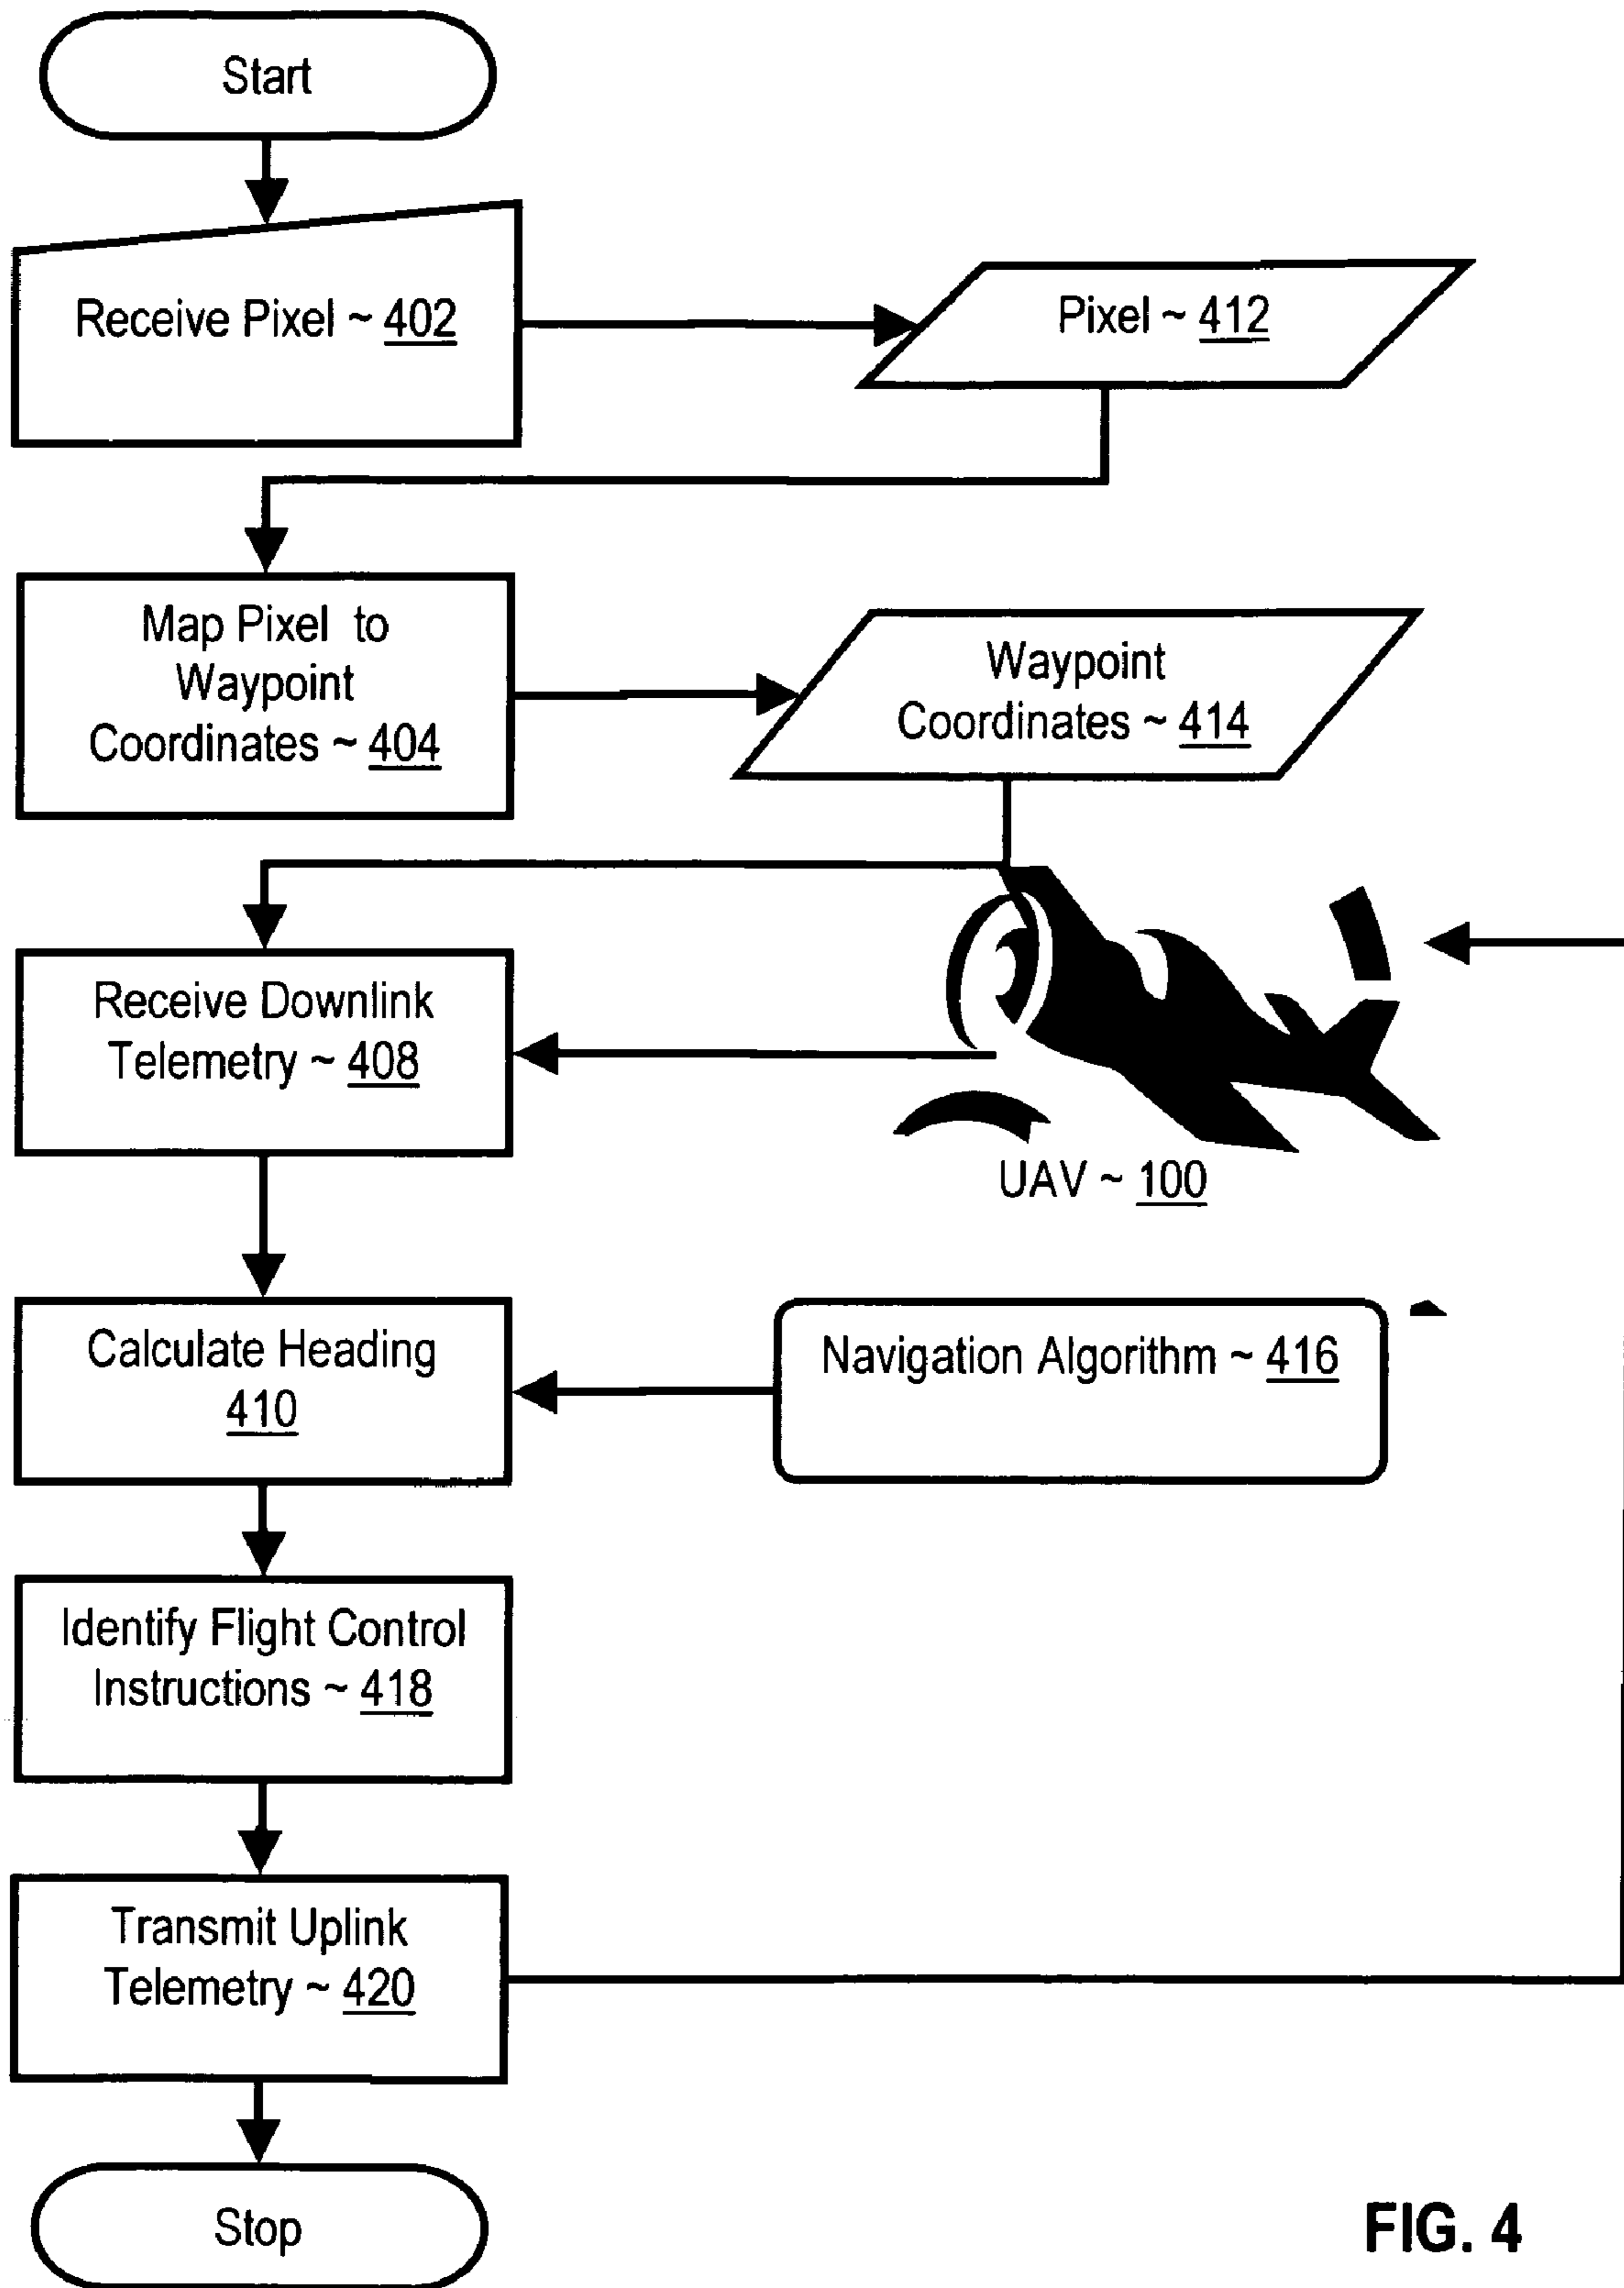 Start
Receive Pixel ~ 402
Pixel ~ 412
Map Pixel to
Waypoint
Coordinates ~ 404
Waypoint
Coordinates ~ 414
Receive Downlink
Telemetry ~ 408
UAV ~ 100
Calculate Heading
410
Navigation Algorithm ~ 416
Identify Flight Control
Instructions ~ 418
Transmit Uplink
Telemetry ~ 420
Stop
FIG. 4